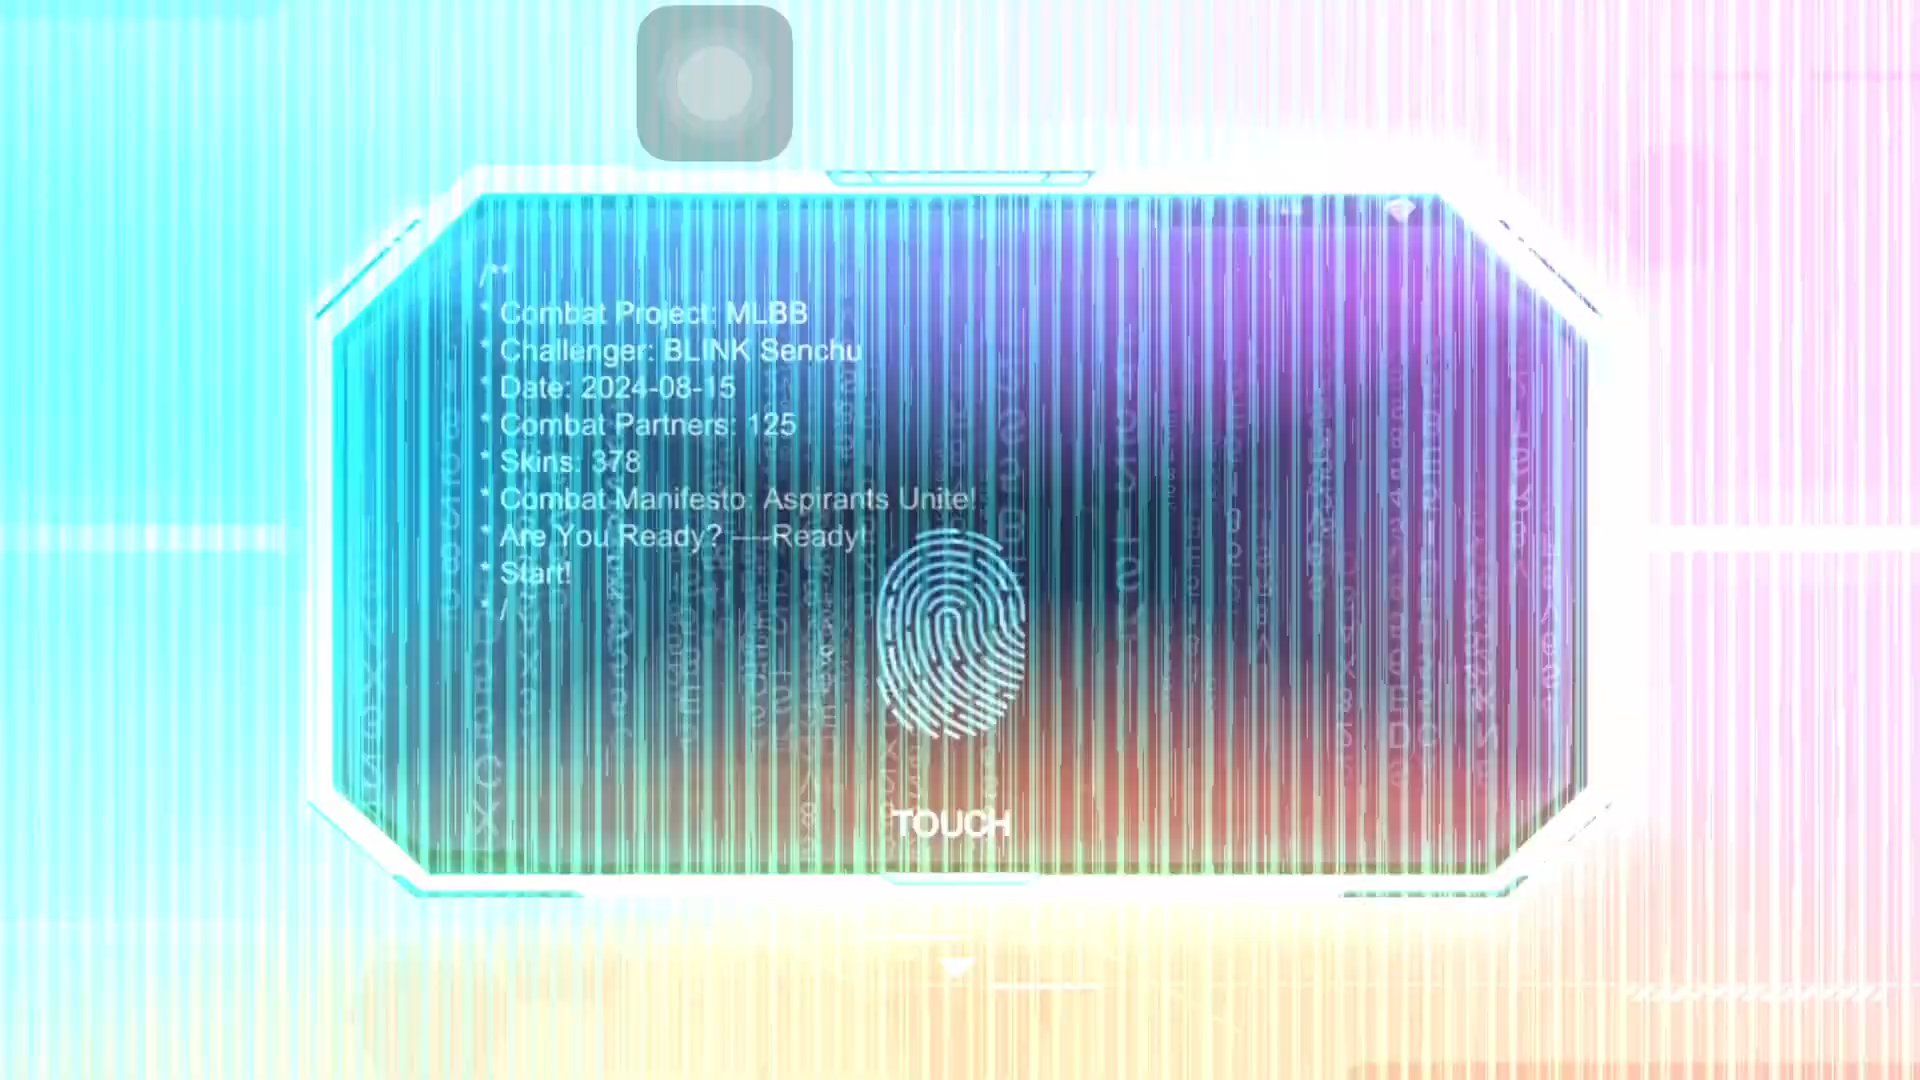 /**
* Combat Project: MLBB
* Challenger: BLINK Senchu
* Date: 2024-08-15
* Combat Partners: 125
* Skins: 378
* Combat Manifesto: Aspirants Unite!
* Are You Ready? —-Ready!
* Start!
* /
TOUCH